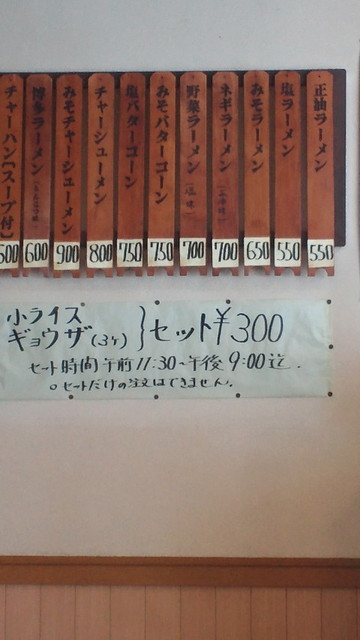 正油ラーメン 550
塩ラーメン 550
みそラーメン 650
ネギラーメン 700
野菜ラーメン(塩味) 700
みそバターコーン 750
塩バターコーン 750
チャーシューメン 800
みそチャーシューメン 900
博多ラーメン 600
チャーハン〔スープ付〕 500
小ライス
ギョウザ(3ヶ) }セット¥300
セット時間 午前11:30~午後9:00迄.
○セットだけの注文はできません.